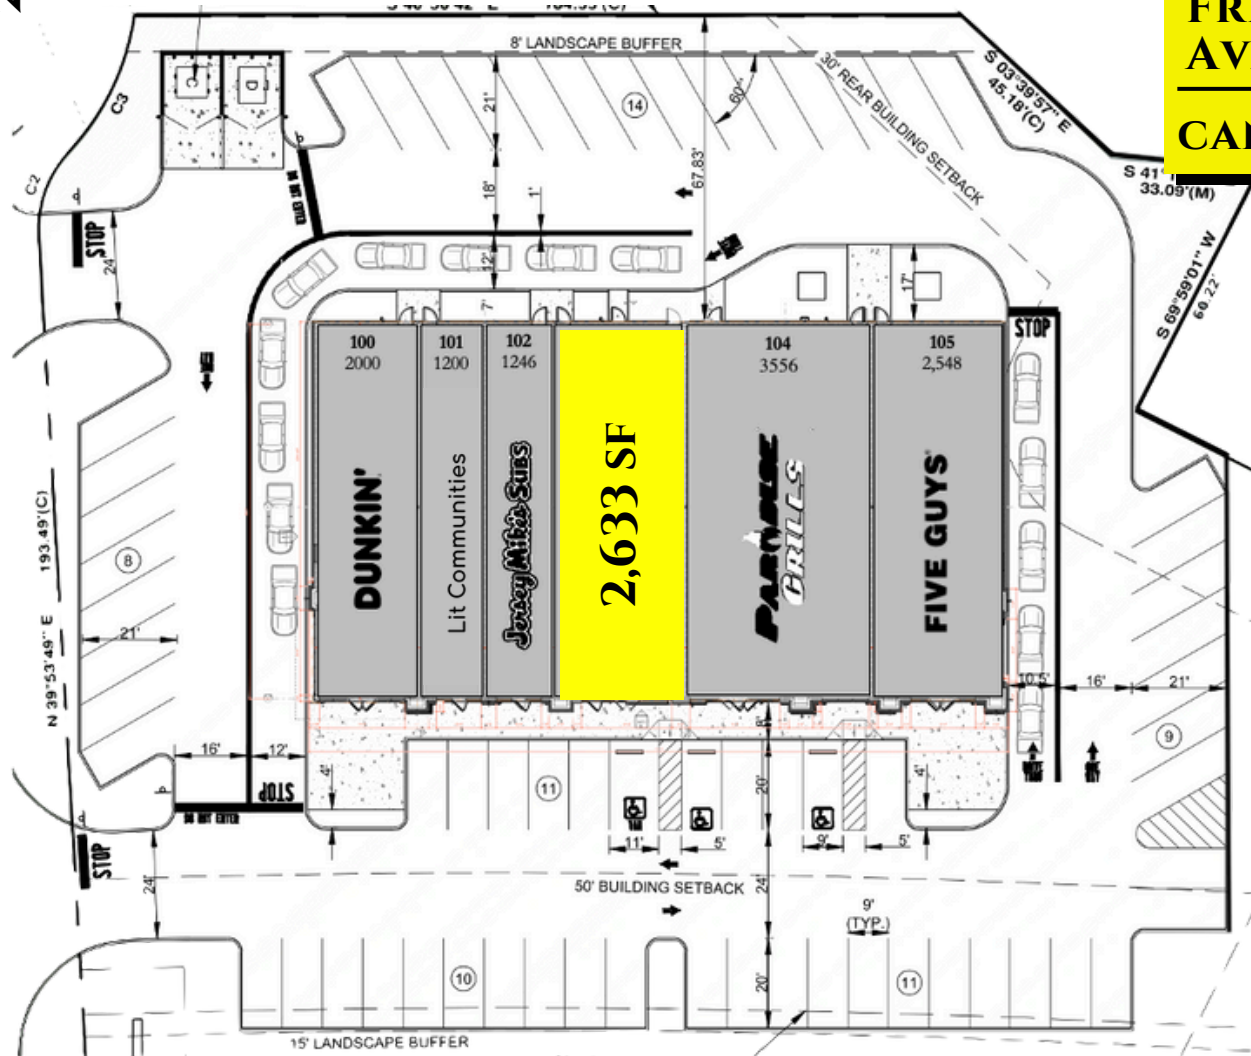 8' LANDSCAPE BUFFER
C3
C2
C
D
14
60°
21'
18'
1'
12'
7'
67.83'
17'
30' REAR BUILDING SETBACK
S 03°39'57" E
45.18'(C)
33.09'(M)
S 69°59'01" W
60.22'
DO NOT ENTER
STOP
24'
STOP
100
2000
101
1200
102
1246
104
3556
105
2,548
DUNKIN'
Lit Communities
Jersey Mike's Subs
2,633 SF
PARADISE
GRILLS
FIVE GUYS
193.49'(C)
N 39°53'49" E
8
21'
16'
12'
STOP
DO NOT ENTER
4'
11
20'
11'
5'
9'
5'
4'
10.5'
16'
21'
9
STOP
24'
50' BUILDING SETBACK
24'
9'
(TYP.)
10
20'
11
15' LANDSCAPE BUFFER